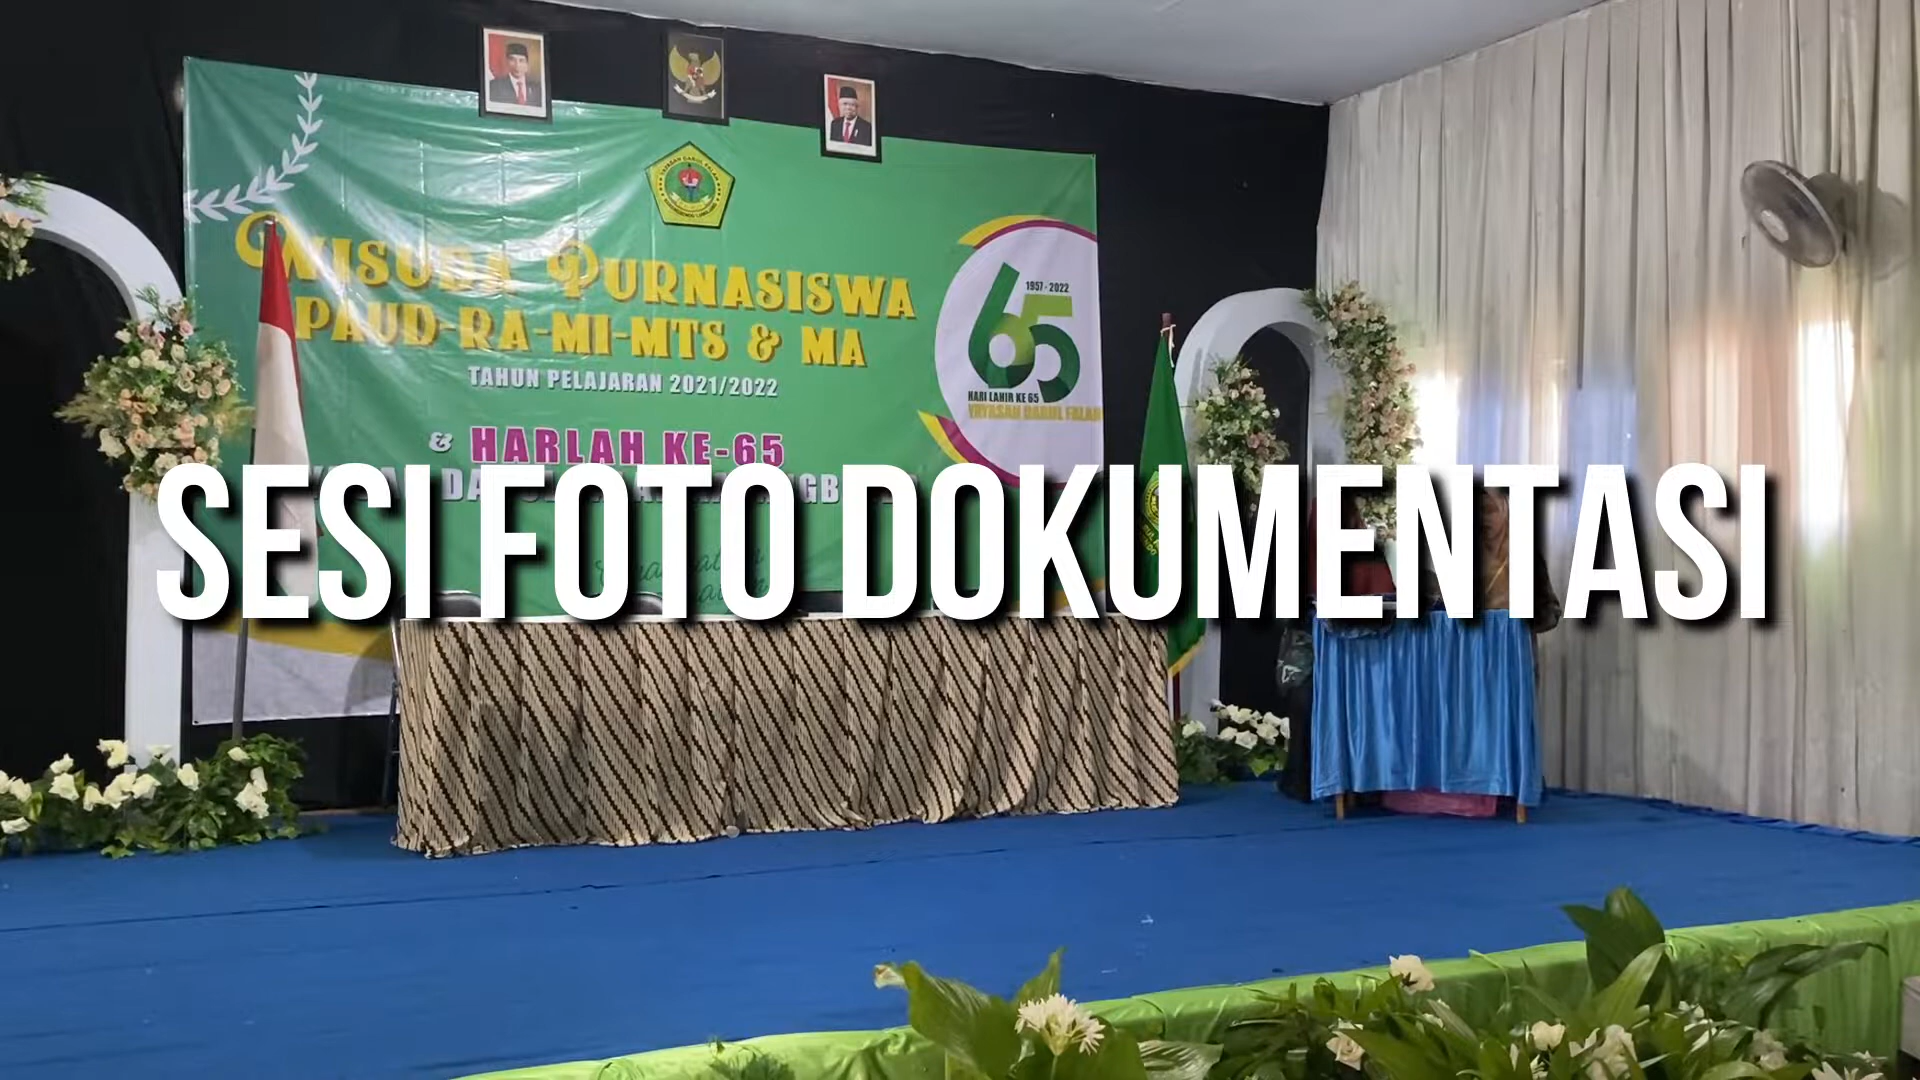 WISUDA PURNASISWA
PAUD-RA-MI-MTS & MA
TAHUN PELAJARAN 2021/2022
& HARLAH KE-65
1957 - 2022
65
HARI LAHIR KE 65
YAYASAN DARUL FALAH
SESI FOTO DOKUMENTASI